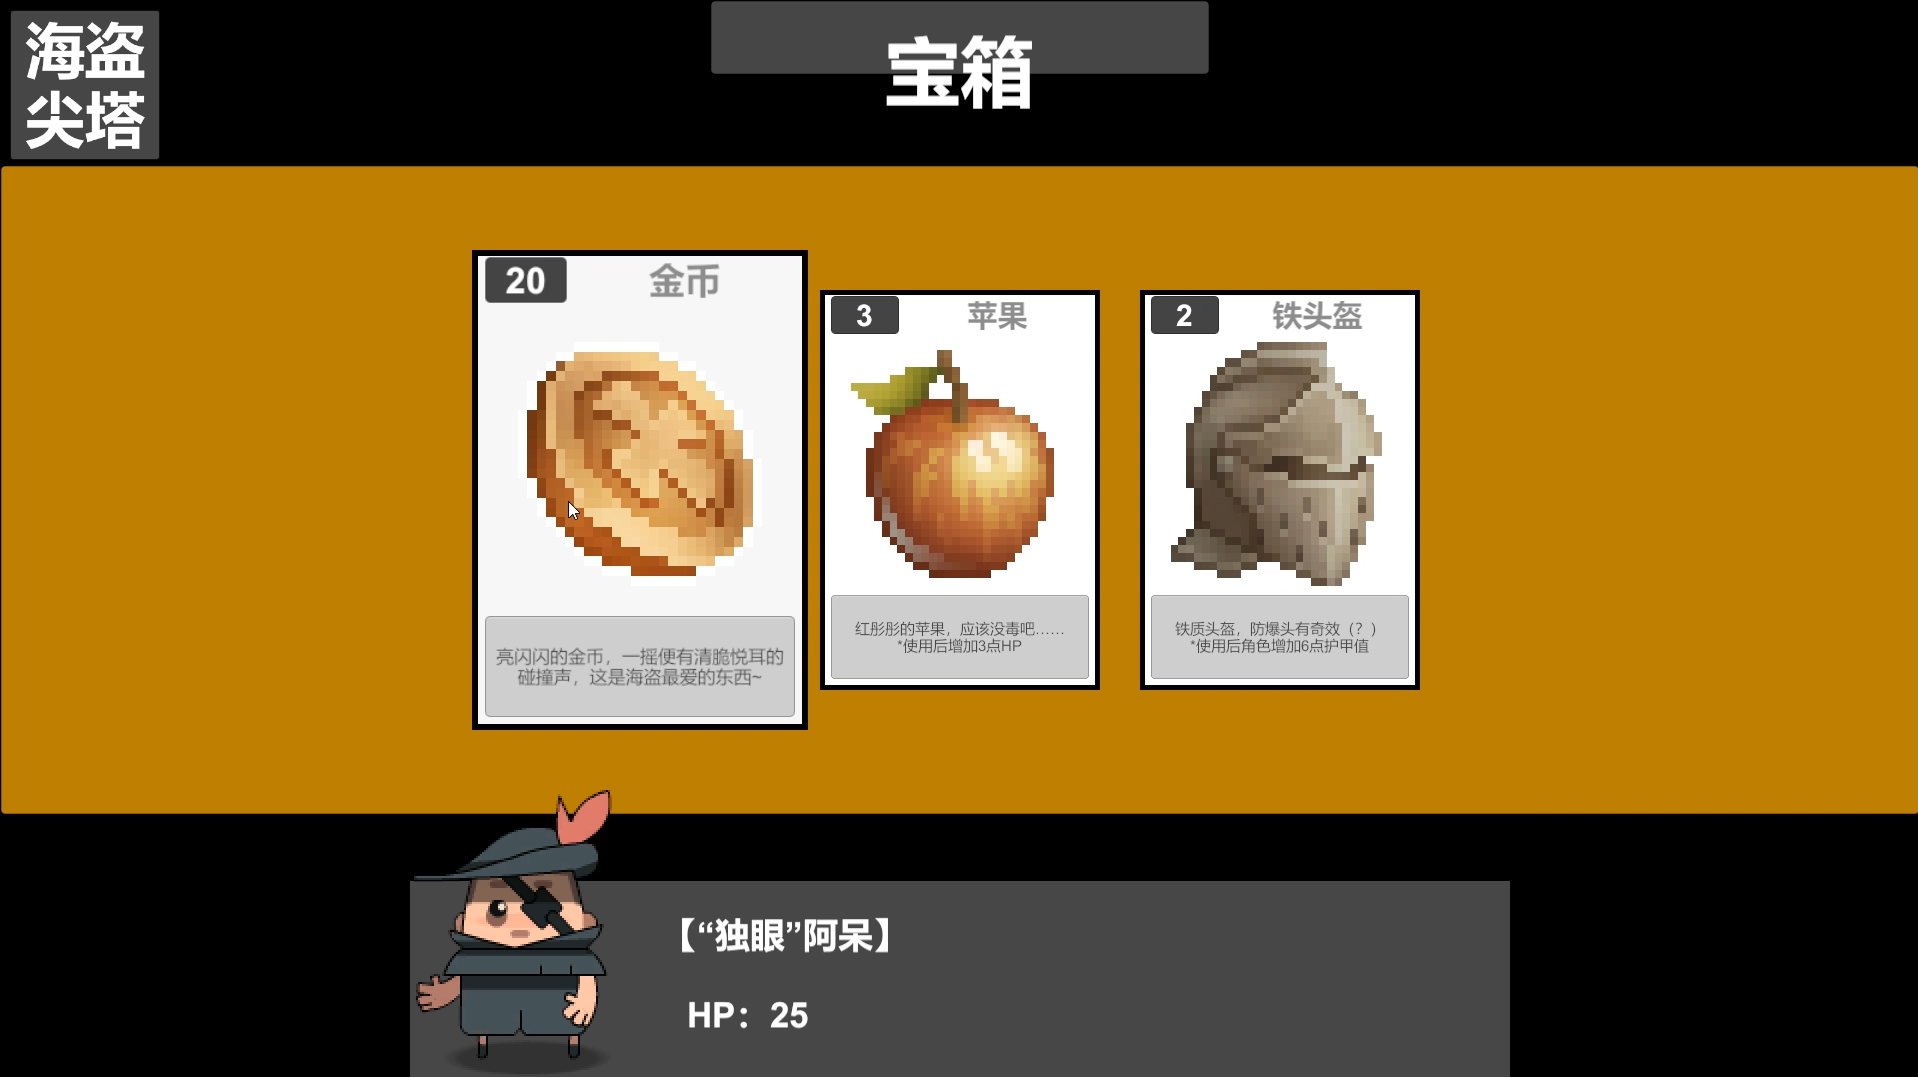 海盗
尖塔
宝箱
20
金币
亮闪闪的金币，一摇便有清脆悦耳的
碰撞声，这是海盗最爱的东西~
3
苹果
红彤彤的苹果，应该没毒吧……
*使用后增加3点HP
2
铁头盔
铁质头盔，防爆头有奇效（？）
*使用后角色增加6点护甲值
【“独眼”阿呆】
HP：25